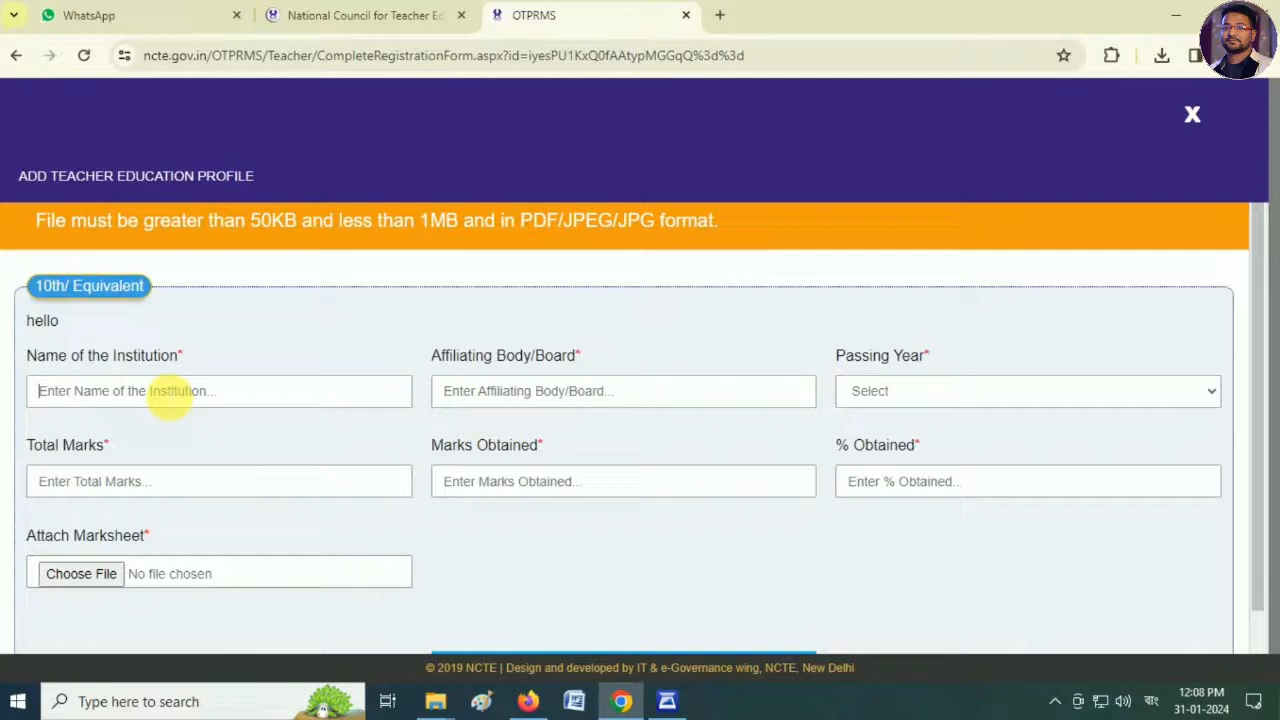 WhatsApp
National Council for Teacher Ed
OTPRMS
ncte.gov.in/OTPRMS/Teacher/CompleteRegistrationForm.aspx?id=iyesPU1KxQ0fAAtypMGGqQ%3d%3d
X
ADD TEACHER EDUCATION PROFILE
File must be greater than 50KB and less than 1MB and in PDF/JPEG/JPG format.
10th/ Equivalent
hello
Name of the Institution* Affiliating Body/Board* Passing Year*
Enter Name of the Institution... Enter Affiliating Body/Board... Select
Total Marks* Marks Obtained* % Obtained*
Enter Total Marks... Enter Marks Obtained... Enter % Obtained...
Attach Marksheet*
Choose File No file chosen
© 2019 NCTE | Design and developed by IT & e-Governance wing, NCTE, New Delhi
Type here to search
বাং
12:08 PM
31-01-2024